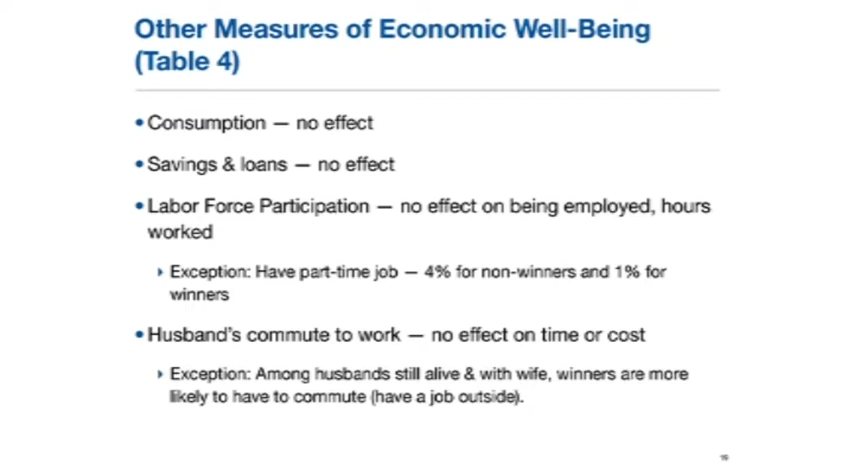 Other Measures of Economic Well-Being
(Table 4)
• Consumption — no effect
• Savings & loans — no effect
• Labor Force Participation — no effect on being employed, hours
worked
‣ Exception: Have part-time job — 4% for non-winners and 1% for
winners
• Husband's commute to work — no effect on time or cost
‣ Exception: Among husbands still alive & with wife, winners are more
likely to have to commute (have a job outside).